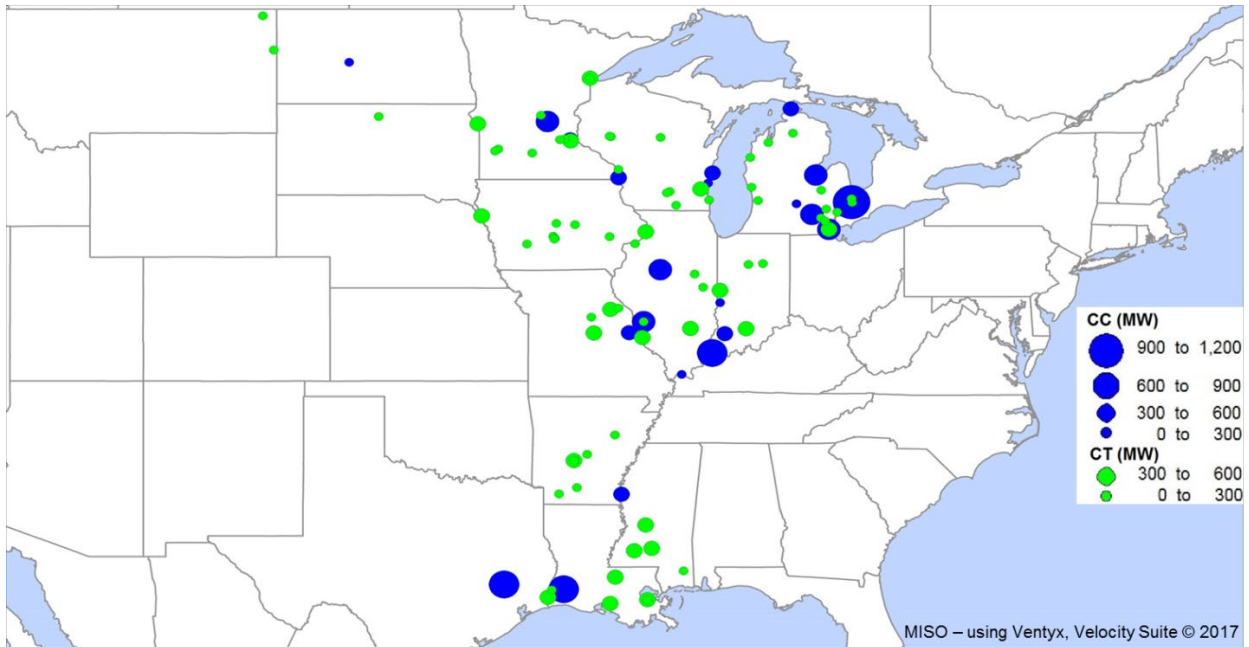 CC (MW)
900 to 1,200
600 to 900
300 to 600
0 to 300
CT (MW)
300 to 600
0 to 300
MISO – using Ventyx, Velocity Suite © 2017